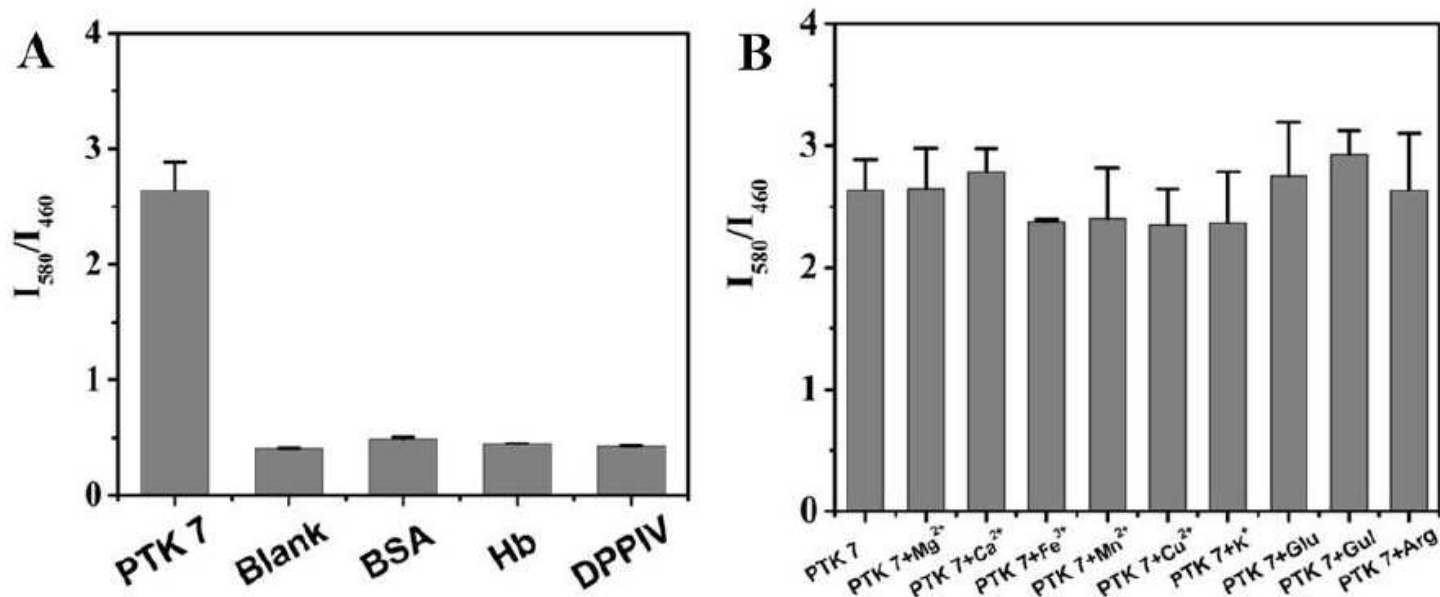 A
4
3
2
1
0
I580/I460
PTK 7
Blank
BSA
Hb
DPPIV
B
4
3
2
1
0
I580/I460
PTK 7
PTK 7+Mg2+
PTK 7+Ca2+
PTK 7+Fe3+
PTK 7+Mn2+
PTK 7+Cu2+
PTK 7+K+
PTK 7+Glu
PTK 7+Gul
PTK 7+Arg